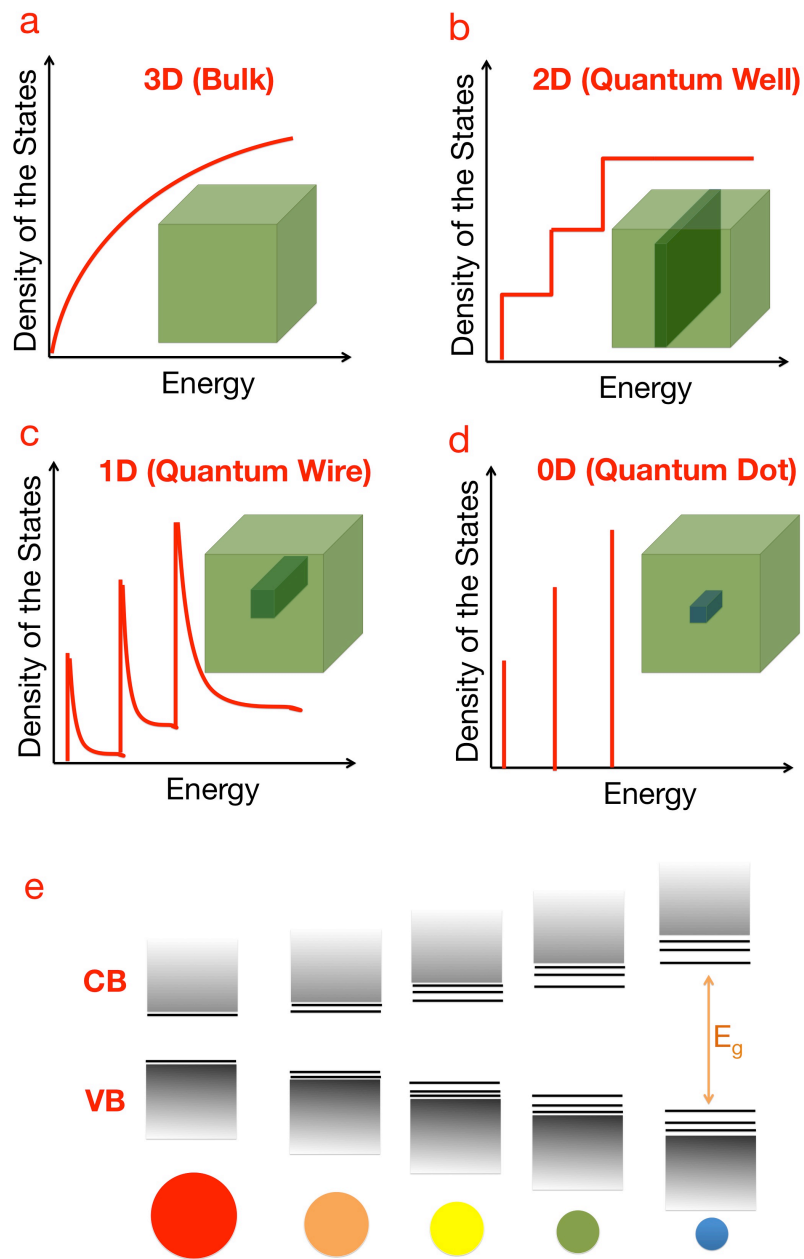 a
3D (Bulk)
Density of the States
Energy
b
2D (Quantum Well)
Density of the States
Energy
c
1D (Quantum Wire)
Density of the States
Energy
d
0D (Quantum Dot)
Density of the States
Energy
e
CB
VB
Eg